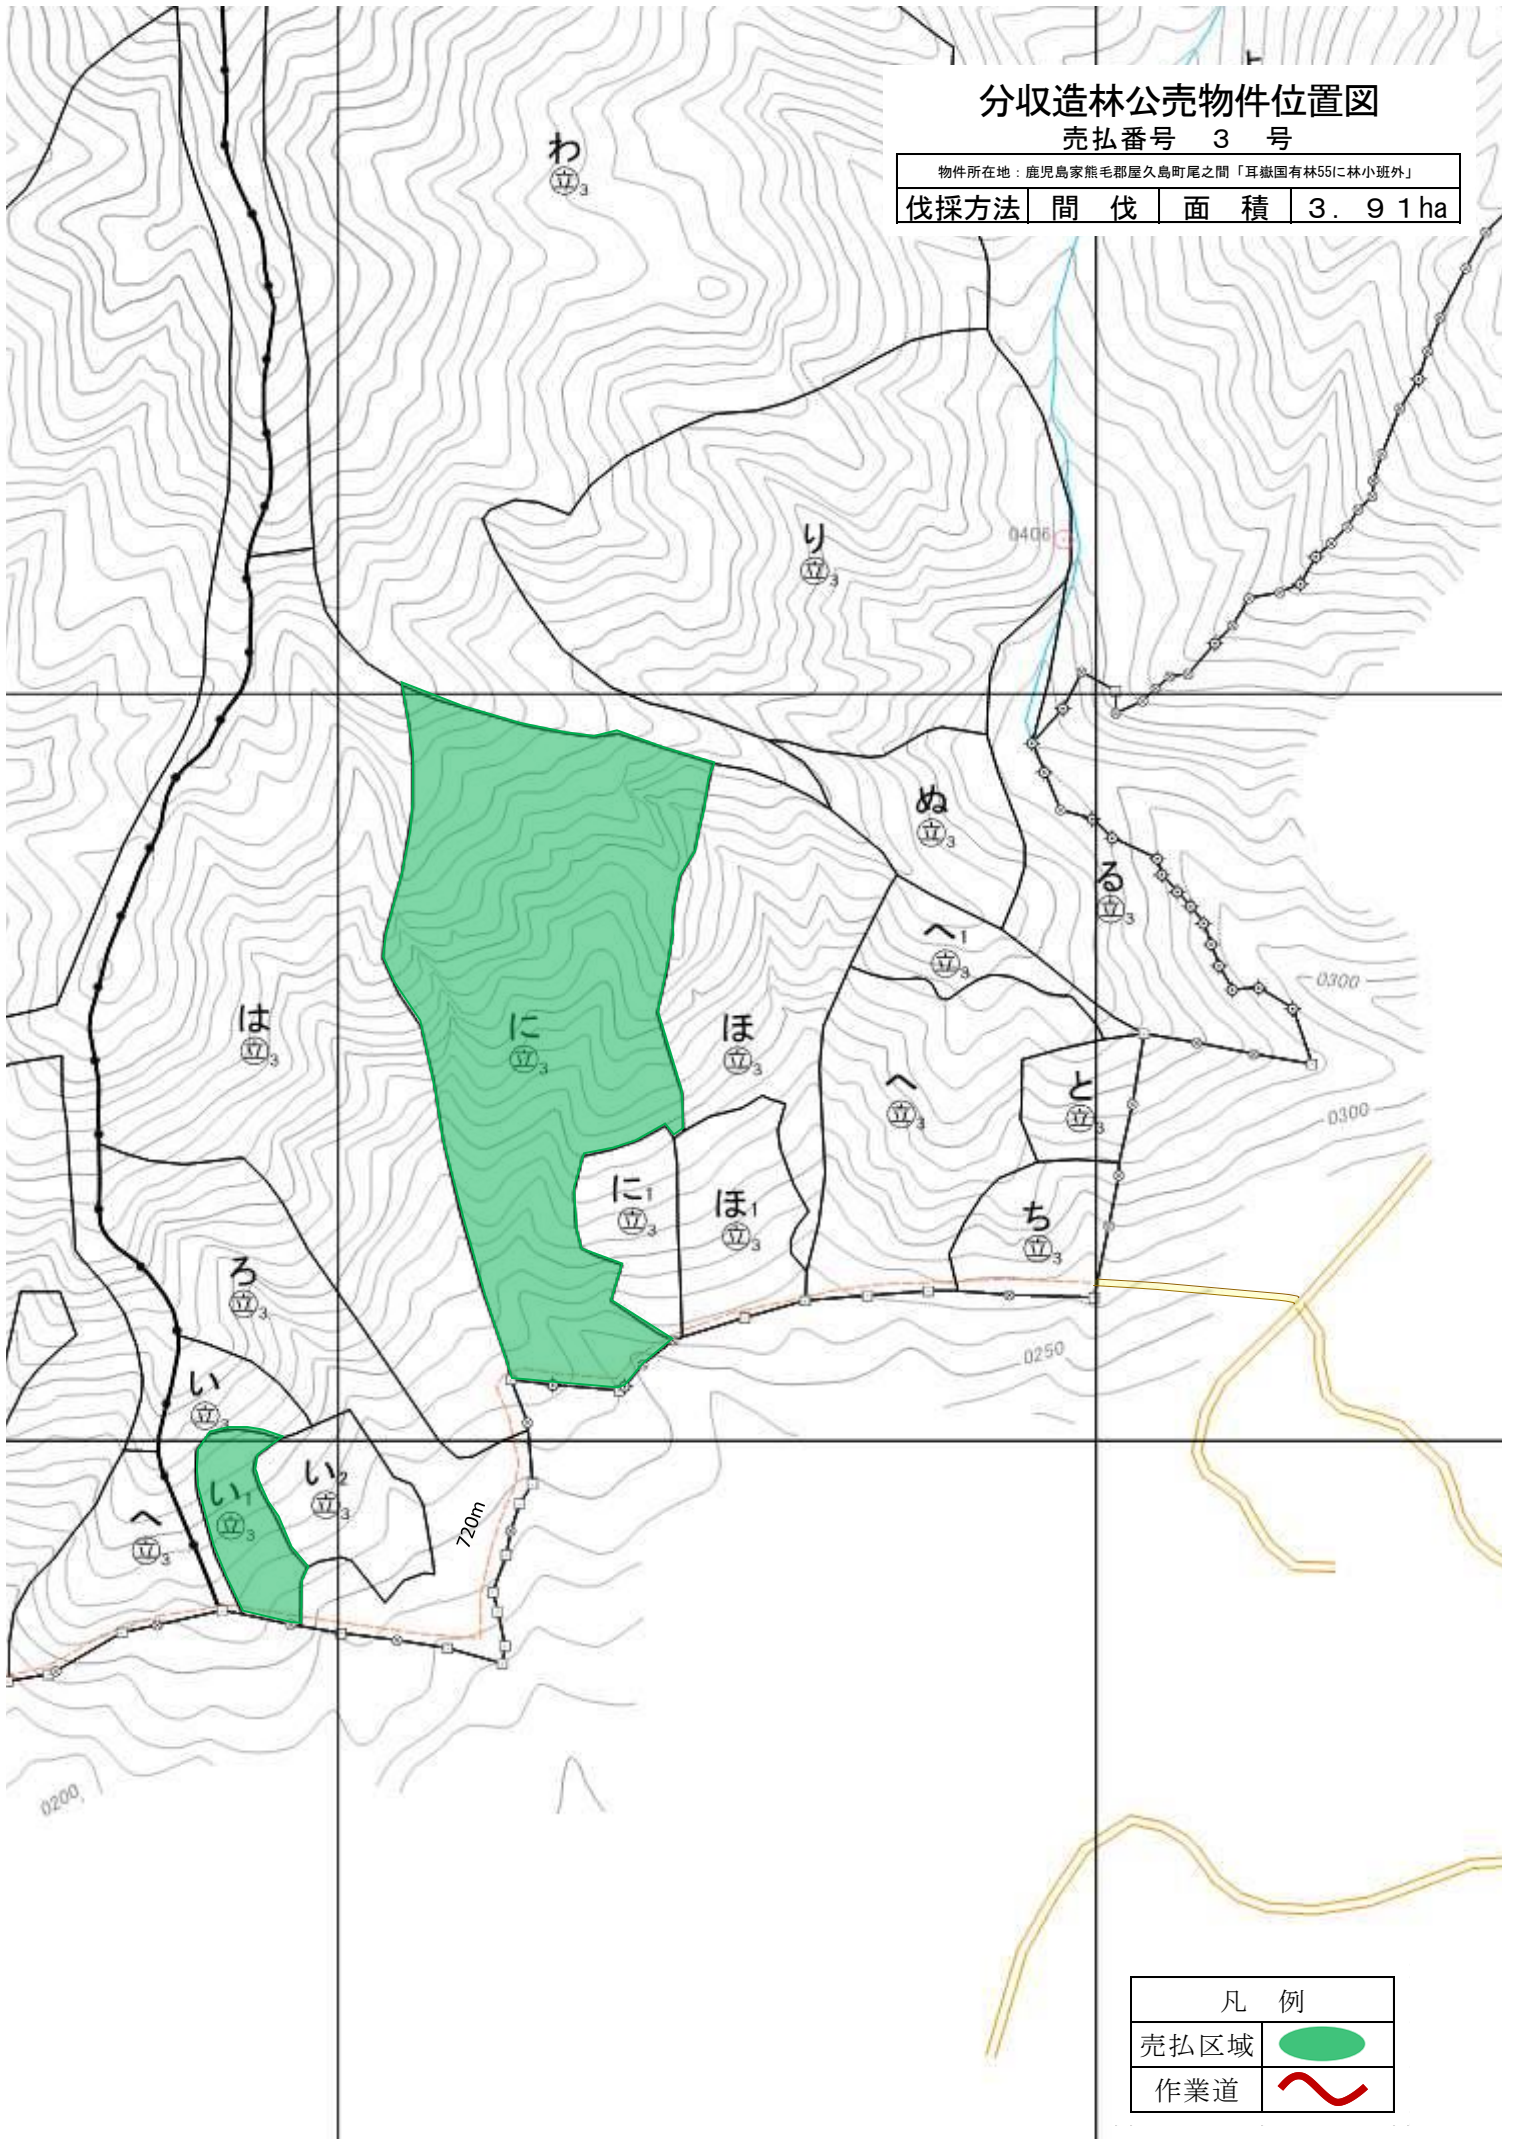 分収造林公売物件位置図
売払番号　３　号
物件所在地：鹿児島家熊毛郡屋久島町尾之間「耳嶽国有林55に林小班外」
伐採方法 間　伐 面　積 ３．９１ha
わ
立3
り
立3
0406
ぬ
立3
る
立3
へ1
立3
0300
は
立3
に
立3
ほ
立3
へ
立3
と
立3
0300
に1
立3
ほ1
立3
ち
立3
ろ
立3
0250
い
立3
い1
立3
い2
立3
へ
立3
720m
0200
凡　例
売払区域
作業道